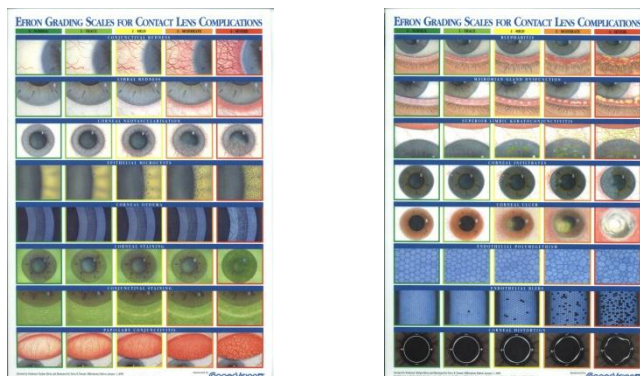 EFRON GRADING SCALES FOR CONTACT LENS COMPLICATIONS
0 - NORMAL 1 - TRACE 2 - MILD 3 - MODERATE 4 - SEVERE
CONJUNCTIVAL REDNESS
LIMBAL REDNESS
CORNEAL NEOVASCULARISATION
EPITHELIAL MICROCYSTS
CORNEAL OEDEMA
CORNEAL STAINING
CONJUNCTIVAL STAINING
PAPILLARY CONJUNCTIVITIS
EFRON GRADING SCALES FOR CONTACT LENS COMPLICATIONS
0 - NORMAL 1 - TRACE 2 - MILD 3 - MODERATE 4 - SEVERE
BLEPHARITIS
MEIBOMIAN GLAND DYSFUNCTION
SUPERIOR LIMBIC KERATOCONJUNCTIVITIS
CORNEAL INFILTRATES
CORNEAL ULCER
ENDOTHELIAL POLYMEGETHISM
ENDOTHELIAL BLEBS
CORNEAL DISTORTION